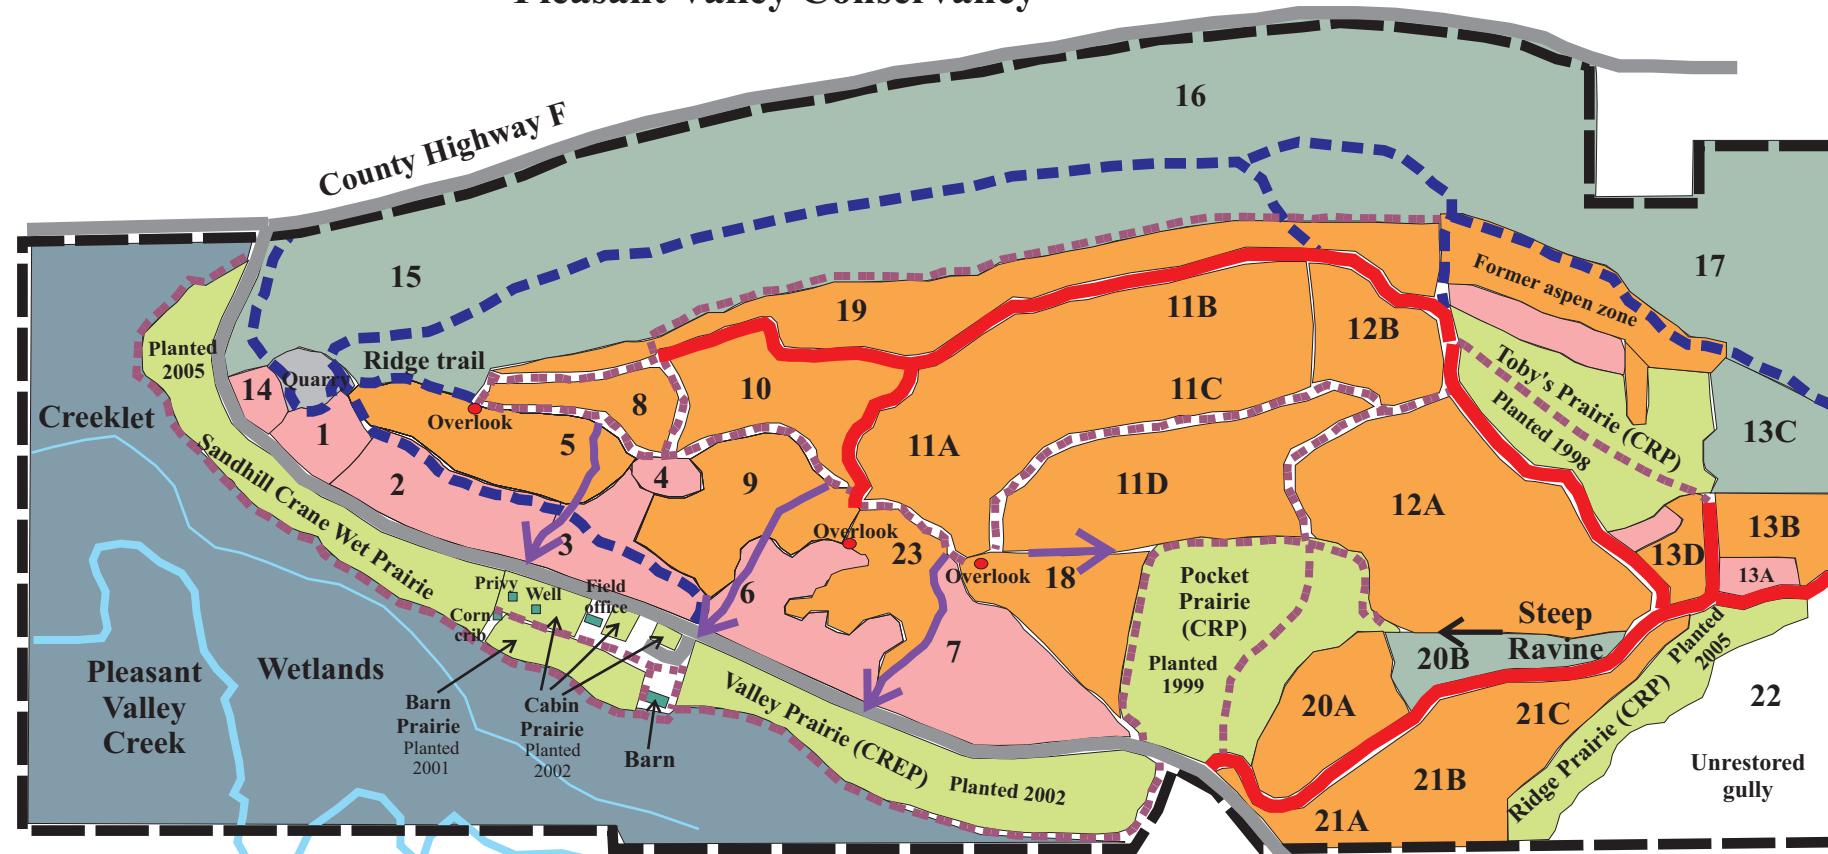 Pleasant Valley Conservancy
County Highway F
16
15
17
19
11B
12B
Former aspen zone
Planted
2005
Ridge trail
Quarry
14
1
Overlook
8
10
11C
Toby's Prairie (CRP)
Planted 1998
13C
Creeklet
5
2
4
9
11A
11D
12A
Sandhill Crane Wet Prairie
3
Overlook
23
Overlook
18
13B
13D
13A
Privy
Well
Field
office
Corn
crib
6
7
Pocket
Prairie
(CRP)
Planted
1999
Steep
Ravine
20B
Planted
2005
Pleasant
Valley
Creek
Wetlands
Barn
Prairie
Planted
2001
Cabin
Prairie
Planted
2002
Barn
Valley Prairie (CREP)
Planted 2002
20A
21C
21B
21A
Ridge Prairie (CRP)
22
Unrestored
gully